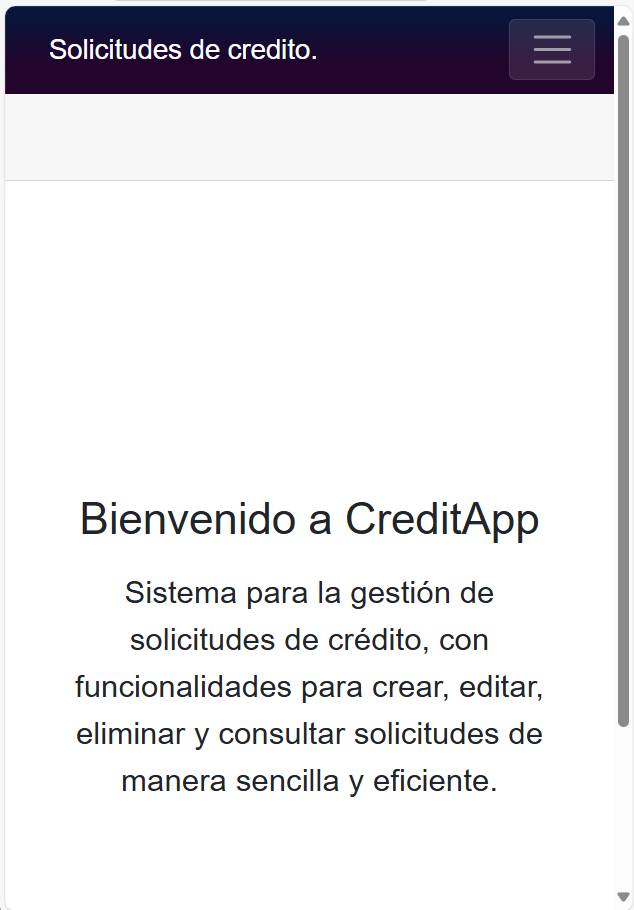 Solicitudes de credito.
Bienvenido a CreditApp
Sistema para la gestión de
solicitudes de crédito, con
funcionalidades para crear, editar,
eliminar y consultar solicitudes de
manera sencilla y eficiente.